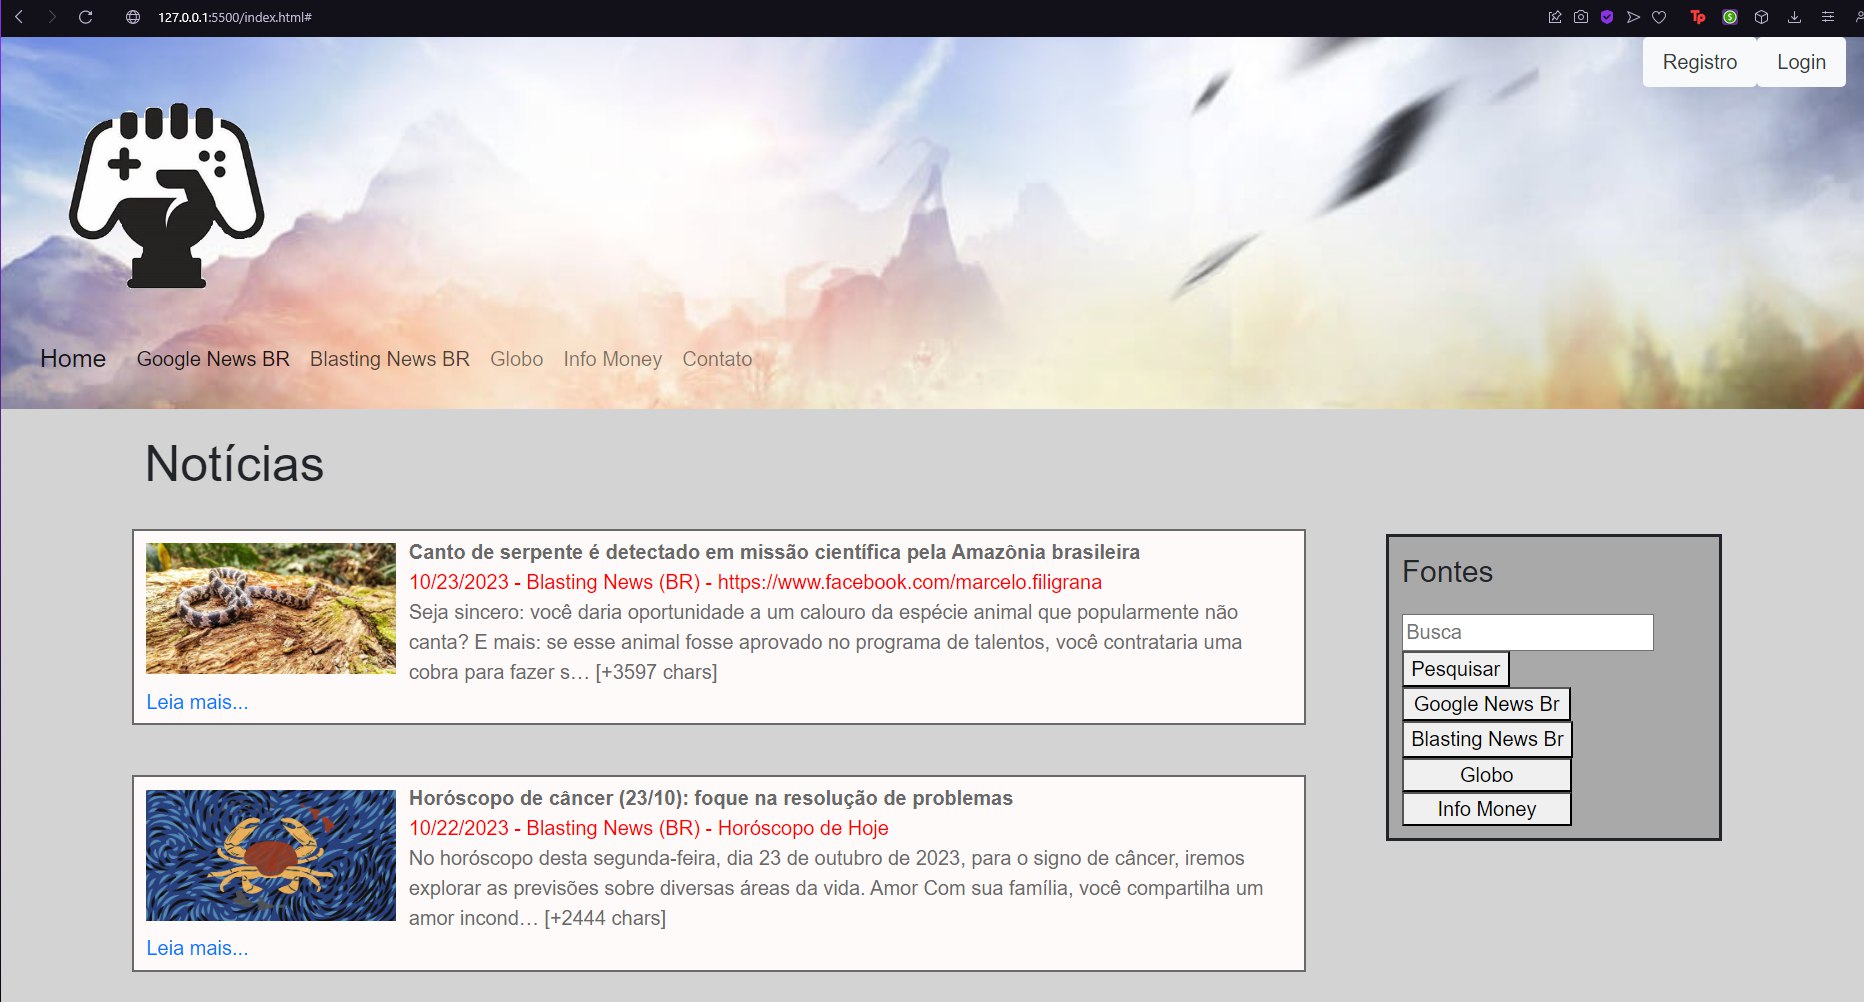 127.0.0.1:5500/index.html#
Registro Login
Home Google News BR Blasting News BR Globo Info Money Contato
Notícias
Canto de serpente é detectado em missão científica pela Amazônia brasileira
10/23/2023 - Blasting News (BR) - https://www.facebook.com/marcelo.filigrana
Seja sincero: você daria oportunidade a um calouro da espécie animal que popularmente não
canta? E mais: se esse animal fosse aprovado no programa de talentos, você contrataria uma
cobra para fazer s… [+3597 chars]
Leia mais...
Horóscopo de câncer (23/10): foque na resolução de problemas
10/22/2023 - Blasting News (BR) - Horóscopo de Hoje
No horóscopo desta segunda-feira, dia 23 de outubro de 2023, para o signo de câncer, iremos
explorar as previsões sobre diversas áreas da vida. Amor Com sua família, você compartilha um
amor incond… [+2444 chars]
Leia mais...
Fontes
Busca
Pesquisar
Google News Br
Blasting News Br
Globo
Info Money